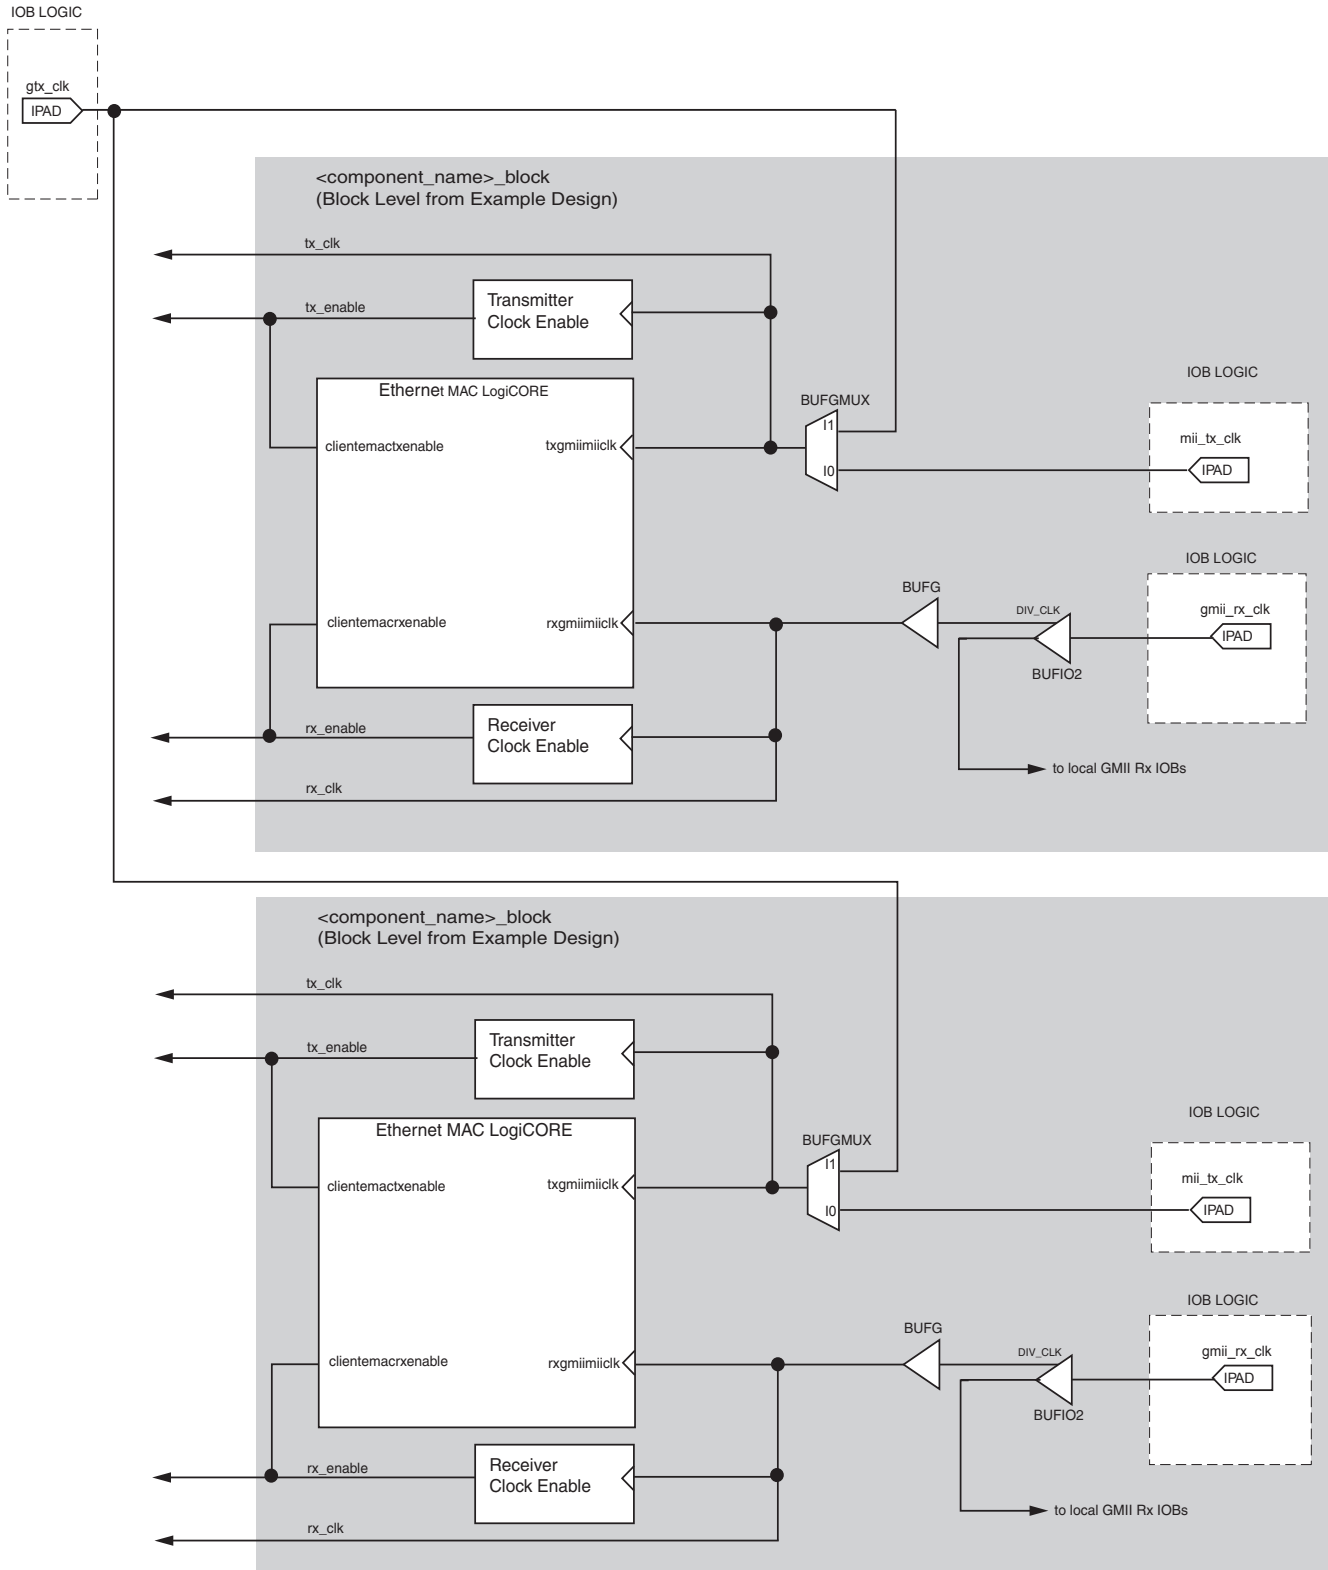 IOB LOGIC
gtx_clk
IPAD
<component_name>_block
(Block Level from Example Design)
tx_clk
tx_enable
Transmitter
Clock Enable
IOB LOGIC
Ethernet MAC LogiCORE
BUFGMUX
I1
mii_tx_clk
clientemactxenable
txgmiimiiclk
I0
IPAD
IOB LOGIC
BUFG
DIV_CLK
gmii_rx_clk
clientemacrxenable
rxgmiimiiclk
IPAD
BUFIO2
rx_enable
Receiver
Clock Enable
to local GMII Rx IOBs
rx_clk
<component_name>_block
(Block Level from Example Design)
tx_clk
tx_enable
Transmitter
Clock Enable
IOB LOGIC
Ethernet MAC LogiCORE
BUFGMUX
I1
mii_tx_clk
clientemactxenable
txgmiimiiclk
I0
IPAD
IOB LOGIC
BUFG
DIV_CLK
gmii_rx_clk
clientemacrxenable
rxgmiimiiclk
IPAD
BUFIO2
rx_enable
Receiver
Clock Enable
to local GMII Rx IOBs
rx_clk